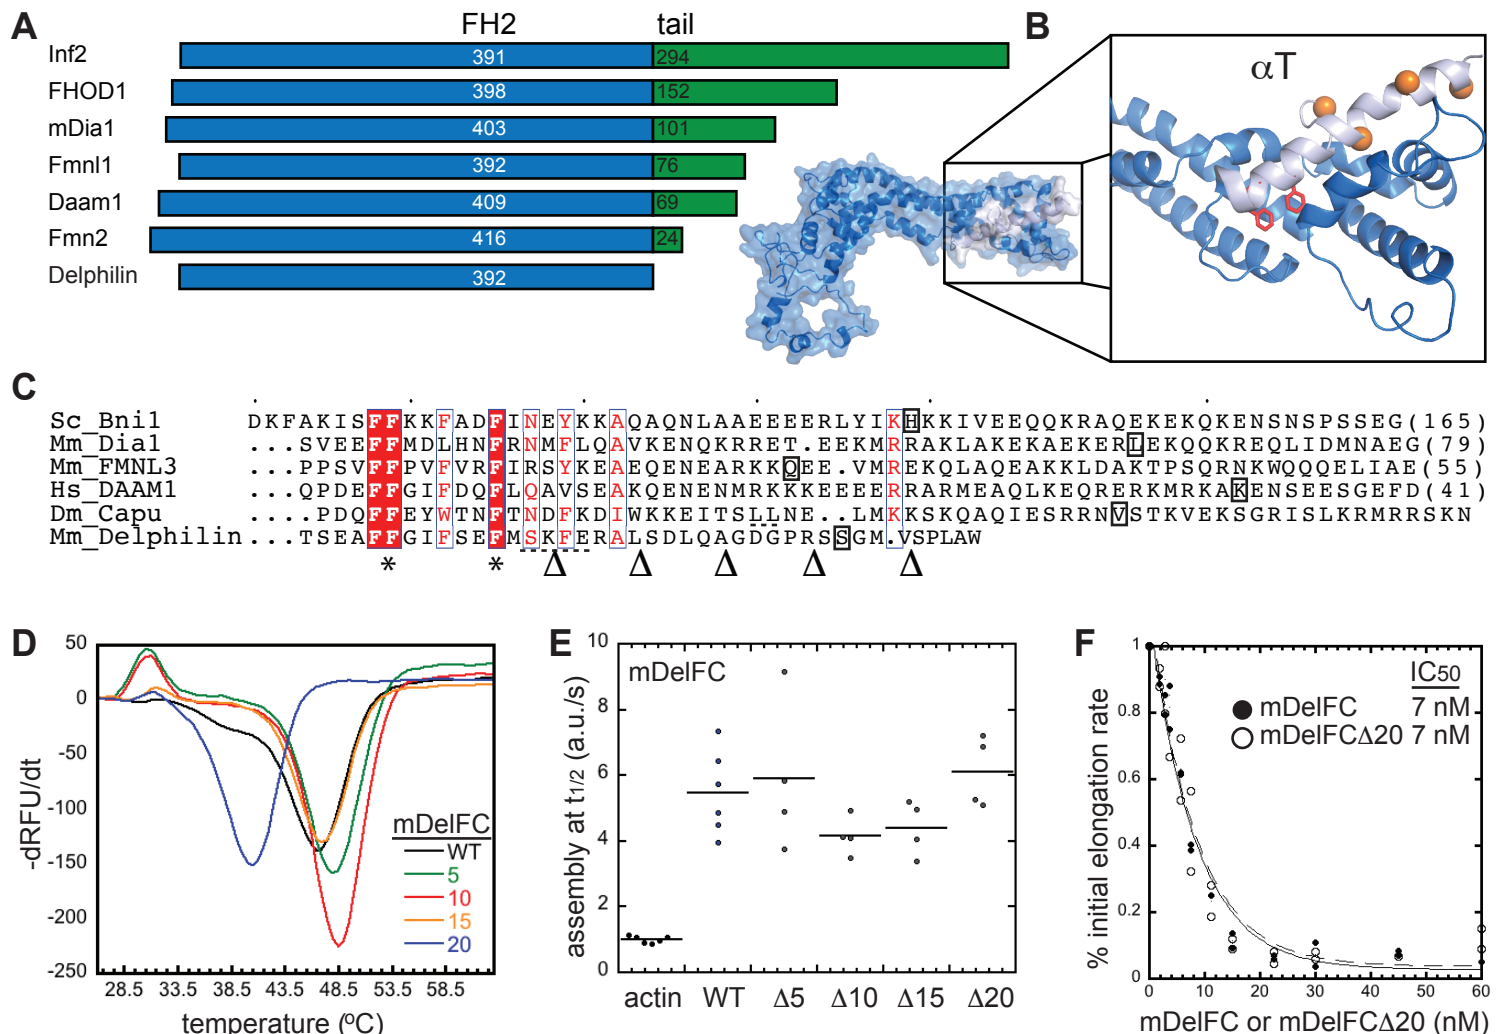 A
FH2
tail
Inf2
391
294
FHOD1
398
152
mDia1
403
101
Fmnl1
392
76
Daam1
409
69
Fmn2
416
24
Delphilin
392
B
αT
C
Sc_Bni1 DKFAKISFFKKFADFINEYKKAQAQNLAAEEEERLYIKHKKIVEEQQKRAQEKEKQKENSNSPSSEG(165)
Mm_Dia1 ...SVEEFFMDLHNFRNMFLQAVKENQKRRET.EEKMRRAKLAKEKAEKERLEKQQKREQLIDMNAEG(79)
Mm_FMNL3 ...PPSVFFPVFVRFIRSYKEAEQENEARKKQEE.VMREKQLAQEAKKLDAKTPSQRNKWQQQELIAE(55)
Hs_DAAM1 ...QPDEFFGIFDQFLQAVSEAKQENENMRKKKEEEERRARMEAQLKEQRERKMRKAKENSEESGEFD(41)
Dm_Capu ....PDQFFEYWTNFTNDFKDIWKKEITSLLNE..LMKKSKQAQIESRRNVSTKVEKSGRISLKRMRRSKN
Mm_Delphilin...TSEAFFGIFSEFMSKFERALSDLQAGDGPRSSGM.VSPLAW
* * Δ Δ Δ Δ Δ
D
50
0
-50
-100
-150
-200
-250
-dRFU/dt
mDelFC
WT
5
10
15
20
28.5 33.5 38.5 43.5 48.5 53.5 58.5
temperature (ºC)
E
mDelFC
10
8
6
4
2
0
assembly at t1/2 (a.u./s)
actin WT Δ5 Δ10 Δ15 Δ20
F
IC50
mDelFC 7 nM
mDelFCΔ20 7 nM
1
0.8
0.6
0.4
0.2
0
% initial elongation rate
0 10 20 30 40 50 60
mDelFC or mDelFCΔ20 (nM)